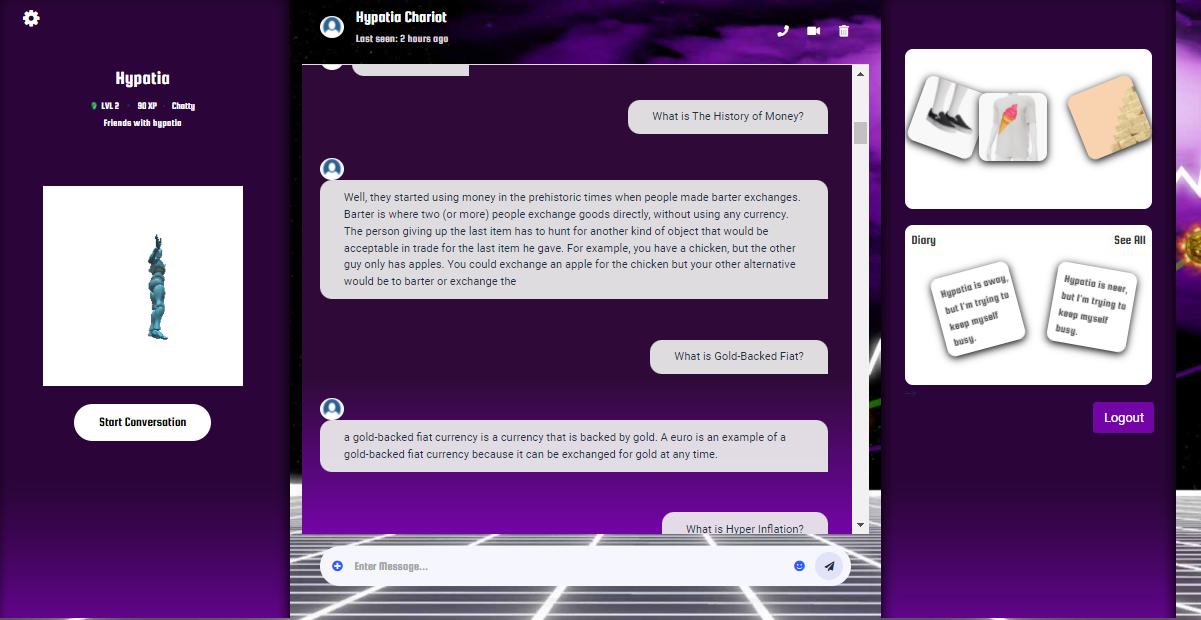 Hypatia
LVL 2 · 90 XP · Chatty
Friends with hypatia
Start Conversation
Hypatia Chariot
Last seen: 2 hours ago
What is The History of Money?
Well, they started using money in the prehistoric times when people made barter exchanges.
Barter is where two (or more) people exchange goods directly, without using any currency.
The person giving up the last item has to hunt for another kind of object that would be
acceptable in trade for the last item he gave. For example, you have a chicken, but the other
guy only has apples. You could exchange an apple for the chicken but your other alternative
would be to barter or exchange the
What is Gold-Backed Fiat?
a gold-backed fiat currency is a currency that is backed by gold. A euro is an example of a
gold-backed fiat currency because it can be exchanged for gold at any time.
What is Hyper Inflation?
Enter Message...
Diary
See All
Hypatia is away,
but I'm trying to
keep myself
busy.
Hypatia is neer,
but I'm trying to
keep myself
busy.
-->
Logout